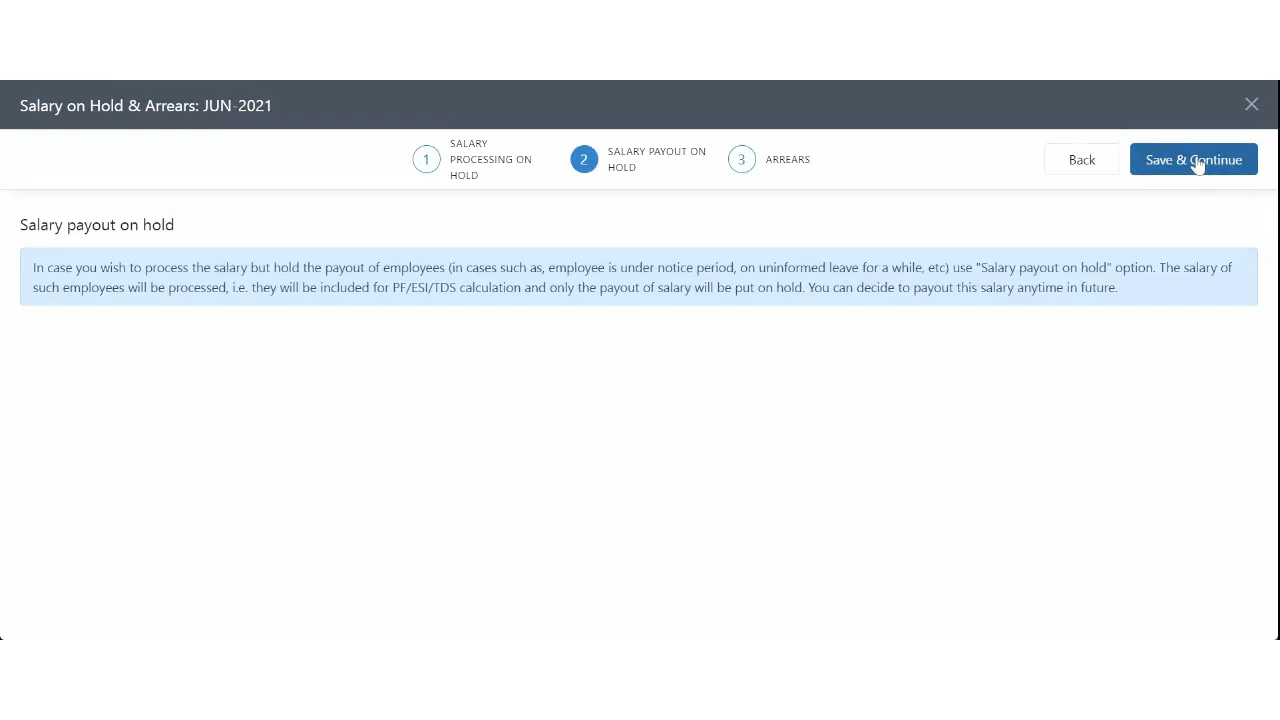 Salary on Hold & Arrears: JUN-2021
1
SALARY
PROCESSING ON
HOLD
2
SALARY PAYOUT ON
HOLD
3
ARREARS
Back
Save & Continue
Salary payout on hold
In case you wish to process the salary but hold the payout of employees (in cases such as, employee is under notice period, on uninformed leave for a while, etc) use "Salary payout on hold" option. The salary of
such employees will be processed, i.e. they will be included for PF/ESI/TDS calculation and only the payout of salary will be put on hold. You can decide to payout this salary anytime in future.